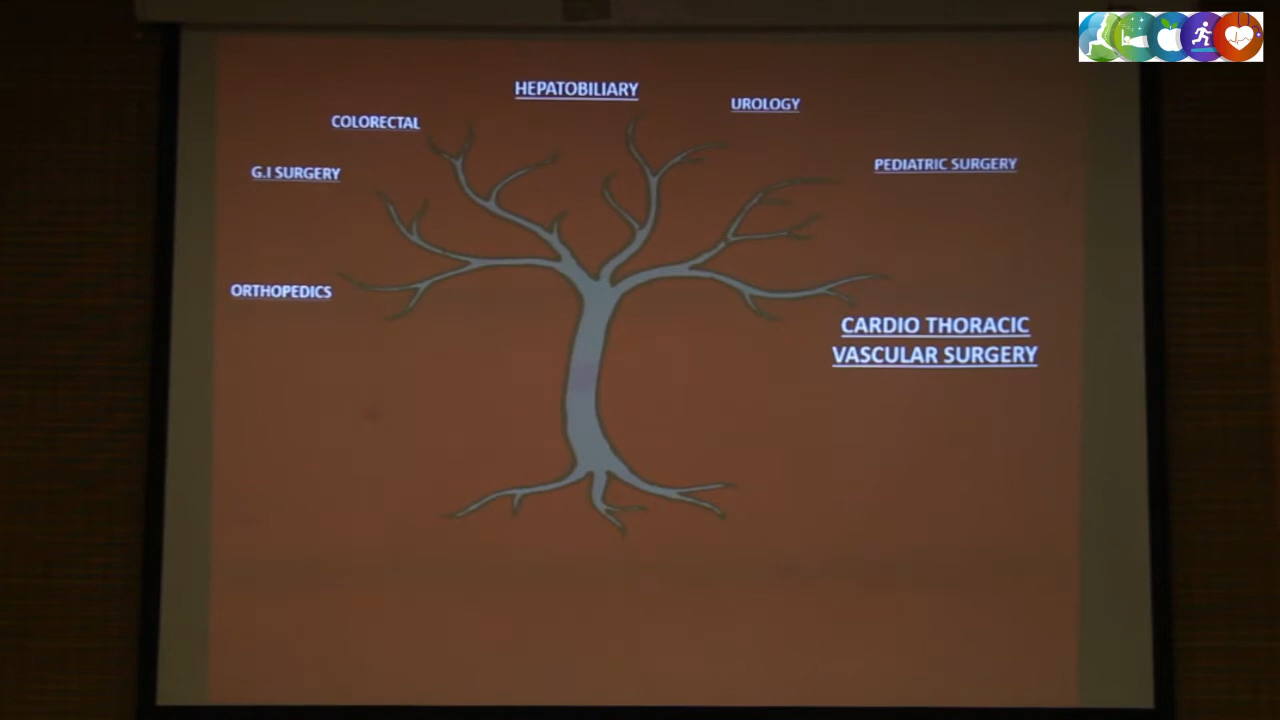 HEPATOBILIARY
UROLOGY
COLORECTAL
PEDIATRIC SURGERY
G.I SURGERY
ORTHOPEDICS
CARDIO THORACIC
VASCULAR SURGERY